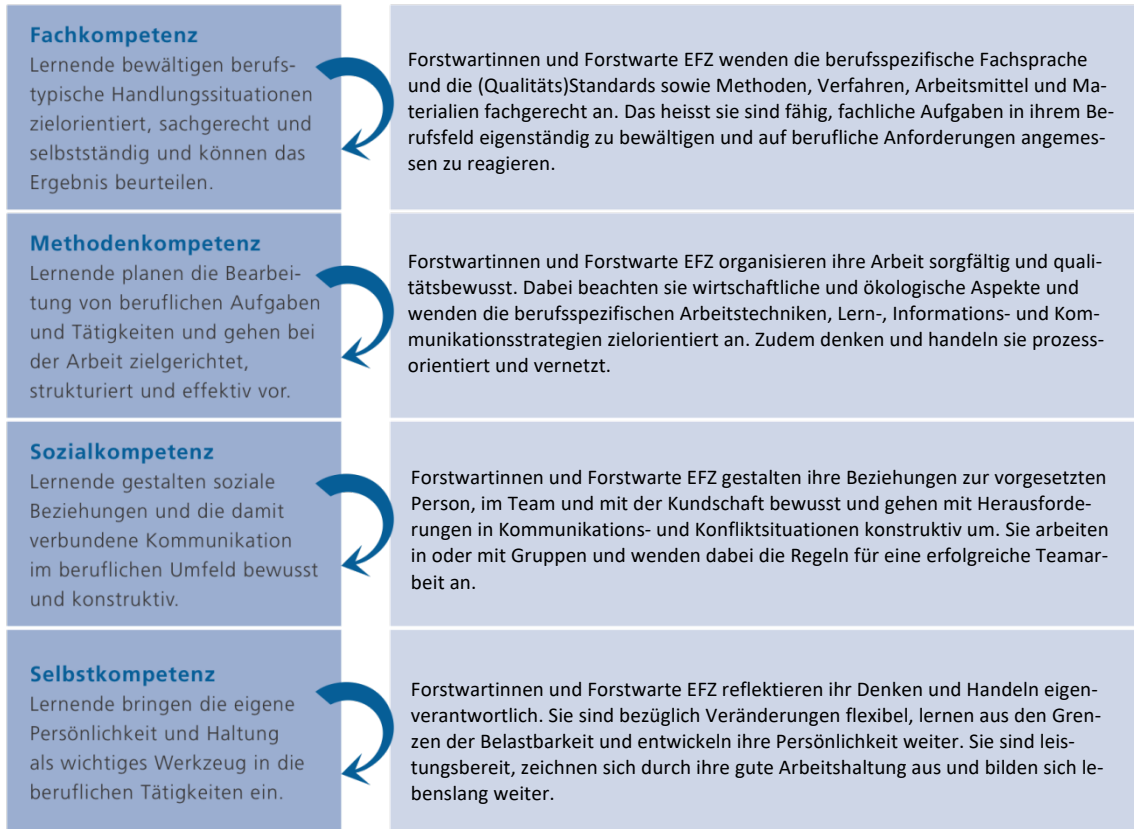 Fachkompetenz
Lernende bewältigen berufs-
typische Handlungssituationen
zielorientiert, sachgerecht und
selbstständig und können das
Ergebnis beurteilen.
Forstwartinnen und Forstwarte EFZ wenden die berufsspezifische Fachsprache
und die (Qualitäts)Standards sowie Methoden, Verfahren, Arbeitsmittel und Ma-
terialien fachgerecht an. Das heisst sie sind fähig, fachliche Aufgaben in ihrem Be-
rufsfeld eigenständig zu bewältigen und auf berufliche Anforderungen angemes-
sen zu reagieren.
Methodenkompetenz
Lernende planen die Bearbei-
tung von beruflichen Aufgaben
und Tätigkeiten und gehen bei
der Arbeit zielgerichtet,
strukturiert und effektiv vor.
Forstwartinnen und Forstwarte EFZ organisieren ihre Arbeit sorgfältig und quali-
tätsbewusst. Dabei beachten sie wirtschaftliche und ökologische Aspekte und
wenden die berufsspezifischen Arbeitstechniken, Lern-, Informations- und Kom-
munikationsstrategien zielorientiert an. Zudem denken und handeln sie prozess-
orientiert und vernetzt.
Sozialkompetenz
Lernende gestalten soziale
Beziehungen und die damit
verbundene Kommunikation
im beruflichen Umfeld bewusst
und konstruktiv.
Forstwartinnen und Forstwarte EFZ gestalten ihre Beziehungen zur vorgesetzten
Person, im Team und mit der Kundschaft bewusst und gehen mit Herausforde-
rungen in Kommunikations- und Konfliktsituationen konstruktiv um. Sie arbeiten
in oder mit Gruppen und wenden dabei die Regeln für eine erfolgreiche Teamar-
beit an.
Selbstkompetenz
Lernende bringen die eigene
Persönlichkeit und Haltung
als wichtiges Werkzeug in die
beruflichen Tätigkeiten ein.
Forstwartinnen und Forstwarte EFZ reflektieren ihr Denken und Handeln eigen-
verantwortlich. Sie sind bezüglich Veränderungen flexibel, lernen aus den Gren-
zen der Belastbarkeit und entwickeln ihre Persönlichkeit weiter. Sie sind leis-
tungsbereit, zeichnen sich durch ihre gute Arbeitshaltung aus und bilden sich le-
benslang weiter.